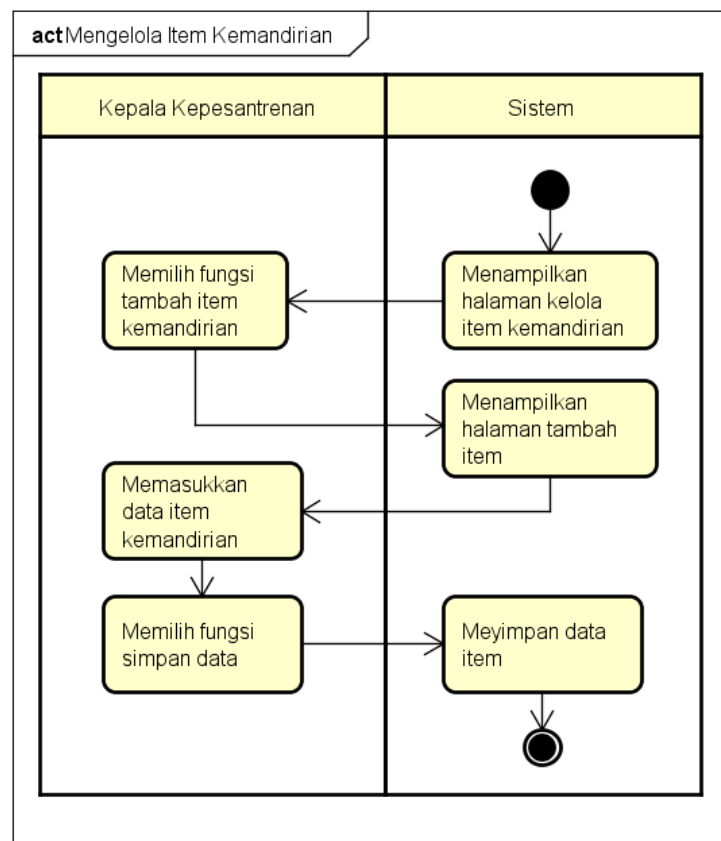 act Mengelola Item Kemandirian
Kepala Kepesantrenan
Sistem
Menampilkan
halaman kelola
item kemandirian
Memilih fungsi
tambah item
kemandirian
Menampilkan
halaman tambah
item
Memasukkan
data item
kemandirian
Memilih fungsi
simpan data
Meyimpan data
item